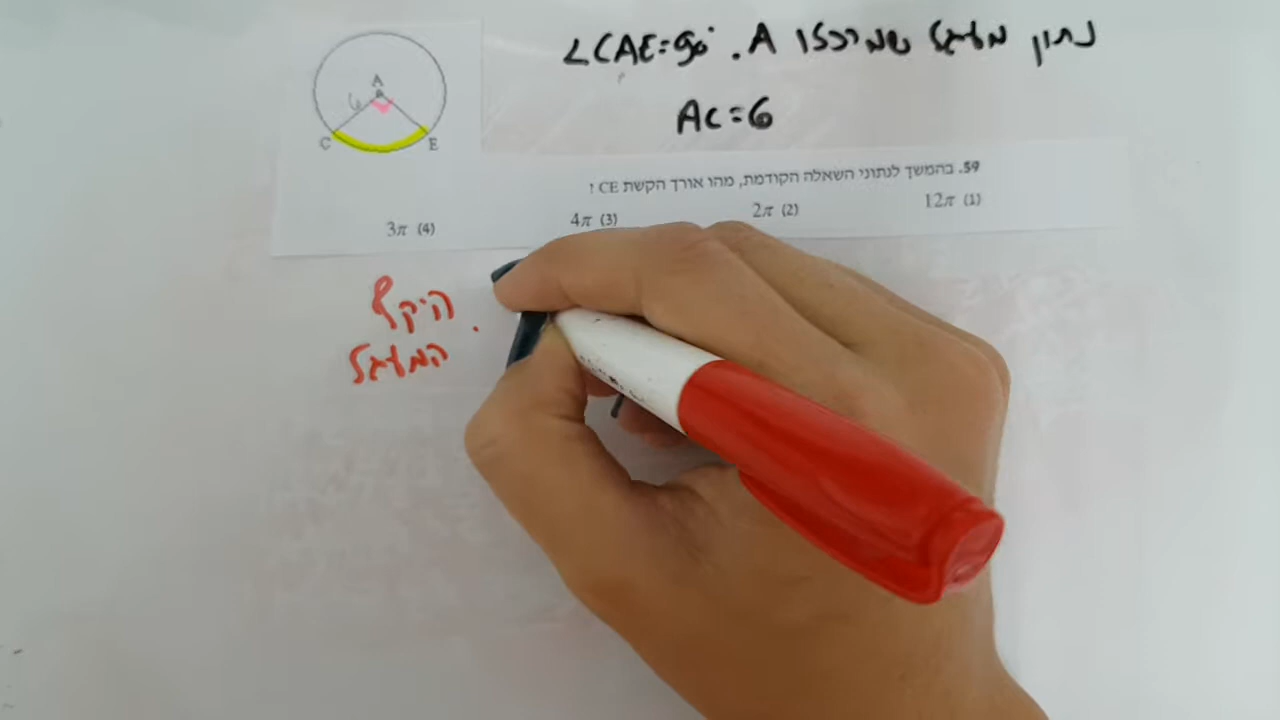 נתון מעגל שמרכזו A. ∠CAE=90°
AC=6
A
6
C
E
59. בהמשך לנתוני השאלה הקודמת, מהו אורך הקשת CE ?
(1) 12π
(2) 2π
(3) 4π
(4) 3π
היקף
המעגל